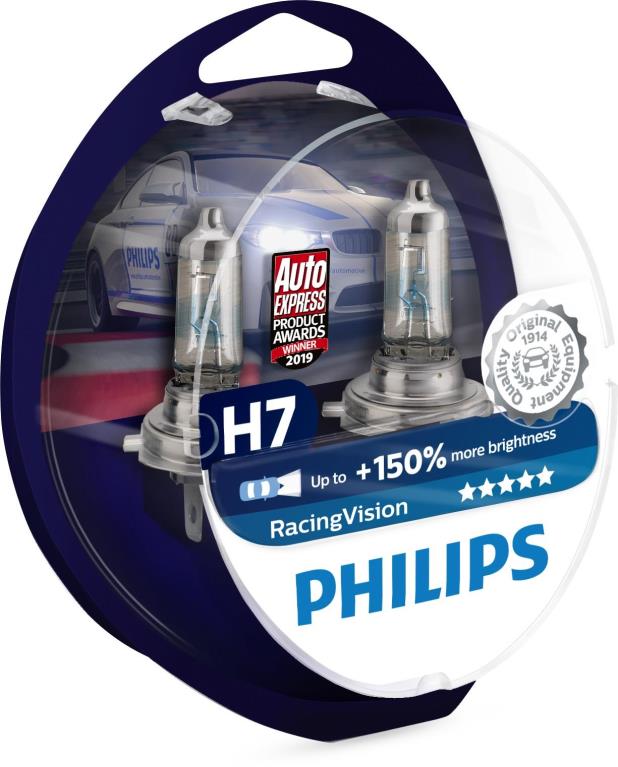 PHILIPS
Auto
EXPRESS
PRODUCT
AWARDS
WINNER
2019
automotive
Original
1914
Quality
Equipment
H7
Up to +150% more brightness
RacingVision
PHILIPS